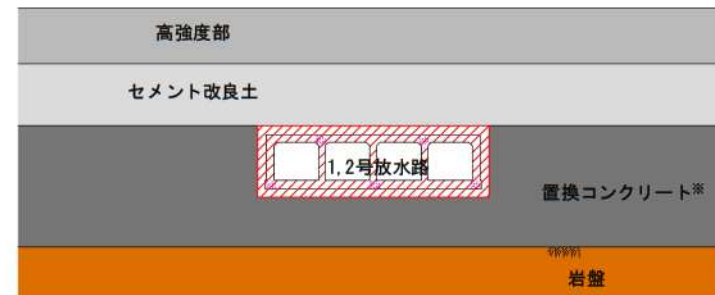 高強度部
セメント改良土
1,2号放水路
置換コンクリート※
岩盤